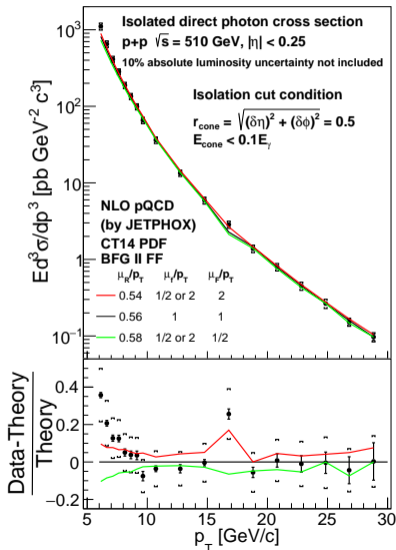 Isolated direct photon cross section
p+p √s = 510 GeV, |η| < 0.25
10% absolute luminosity uncertainty not included
Isolation cut condition
r_cone = √(δη)² + (δφ)² = 0.5
E_cone < 0.1E_γ
Ed³σ/dp³ [pb GeV⁻² c³]
10³
10²
10
1
10⁻¹
NLO pQCD
(by JETPHOX)
CT14 PDF
BFG II FF
μ_R/p_T μ_f/p_T μ_F/p_T
0.54 1/2 or 2 2
0.56 1 1
0.58 1/2 or 2 1/2
Data-Theory
Theory
0.4
0.2
0
−0.2
5 10 15 20 25 30
p_T [GeV/c]